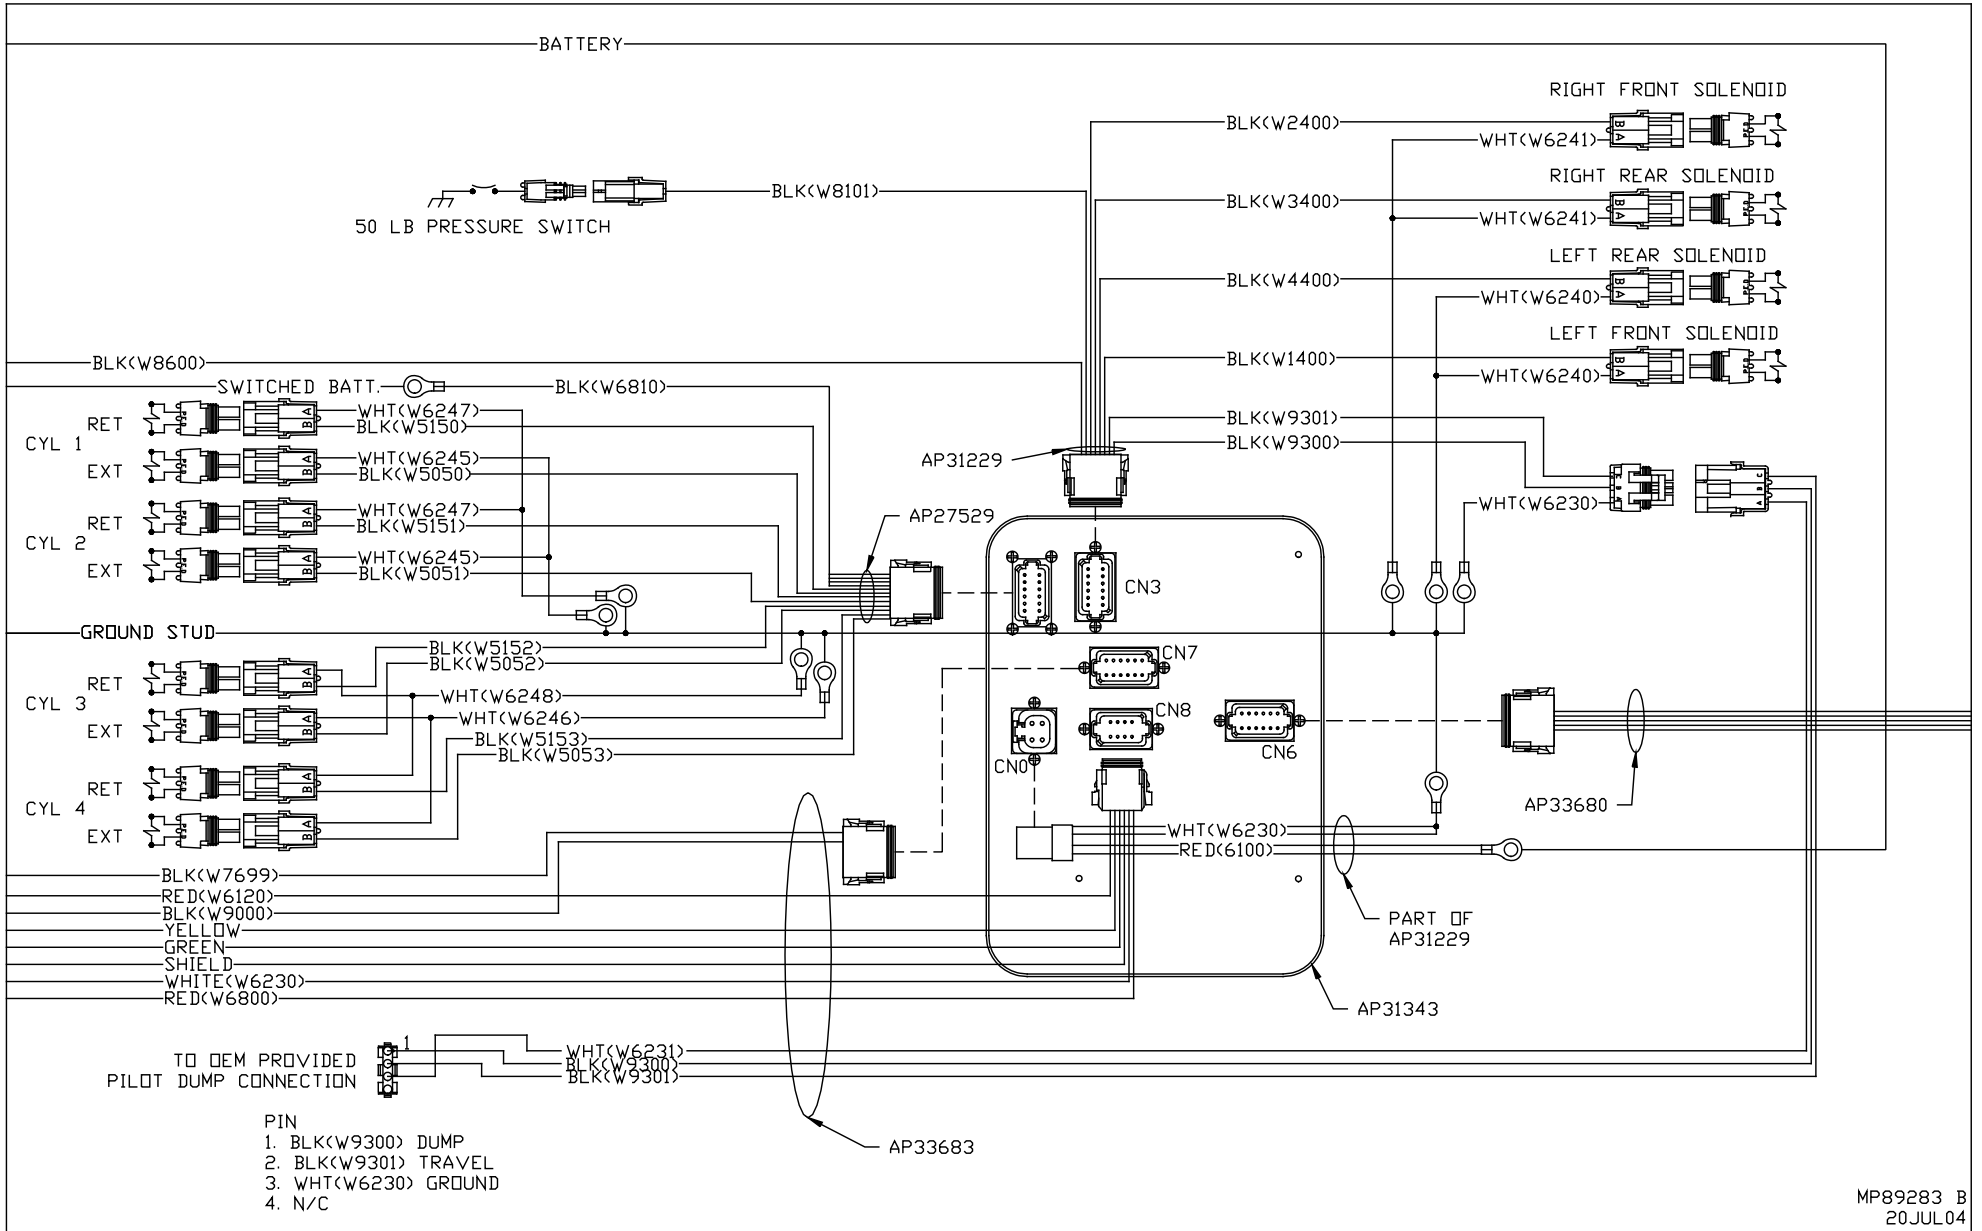 BATTERY
RIGHT FRONT SOLENOID
BLK(W2400)
WHT(W6241)
B
A
RIGHT REAR SOLENOID
BLK(W8101)
BLK(W3400)
WHT(W6241)
B
A
50 LB PRESSURE SWITCH
LEFT REAR SOLENOID
BLK(W4400)
WHT(W6240)
B
A
LEFT FRONT SOLENOID
BLK(W8600)
BLK(W1400)
WHT(W6240)
B
A
SWITCHED BATT.
BLK(W6810)
CYL 1
RET
A
B
WHT(W6247)
BLK(W5150)
EXT
A
B
WHT(W6245)
BLK(W5050)
BLK(W9301)
BLK(W9300)
AP31229
WHT(W6230)
C
B
A
CYL 2
RET
A
B
WHT(W6247)
BLK(W5151)
EXT
A
B
WHT(W6245)
BLK(W5051)
AP27529
CN3
GROUND STUD
BLK(W5152)
BLK(W5052)
CYL 3
RET
A
B
WHT(W6248)
EXT
A
B
WHT(W6246)
BLK(W5153)
BLK(W5053)
CN7
CN8
CN0
CN6
CYL 4
RET
A
B
EXT
A
B
AP33680
WHT(W6230)
RED(6100)
BLK(W7699)
RED(W6120)
BLK(W9000)
YELLOW
GREEN
SHIELD
WHITE(W6230)
RED(W6800)
PART OF
AP31229
AP31343
TO OEM PROVIDED
PILOT DUMP CONNECTION
1
WHT(W6231)
BLK(W9300)
BLK(W9301)
PIN
1. BLK(W9300) DUMP
2. BLK(W9301) TRAVEL
3. WHT(W6230) GROUND
4. N/C
AP33683
MP89283 B
20JUL04